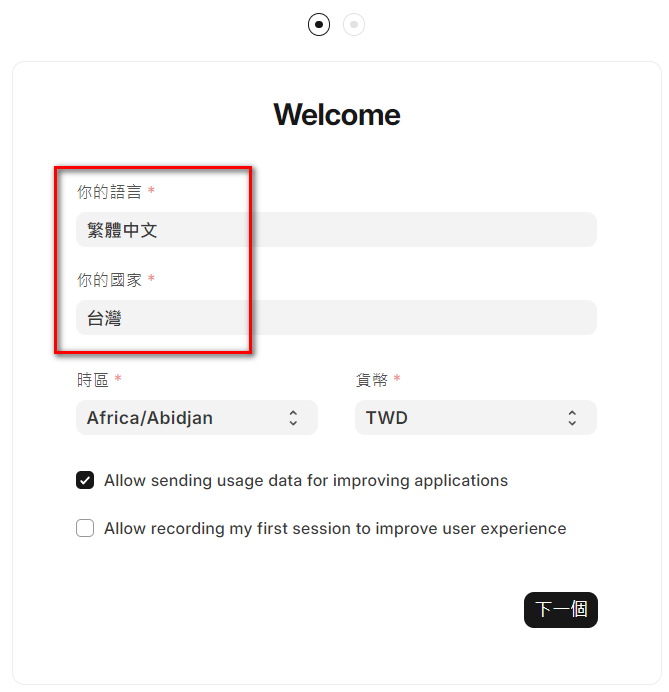 Welcome
你的語言 *
繁體中文
你的國家 *
台灣
時區 * 貨幣 *
Africa/Abidjan TWD
Allow sending usage data for improving applications
Allow recording my first session to improve user experience
下一個